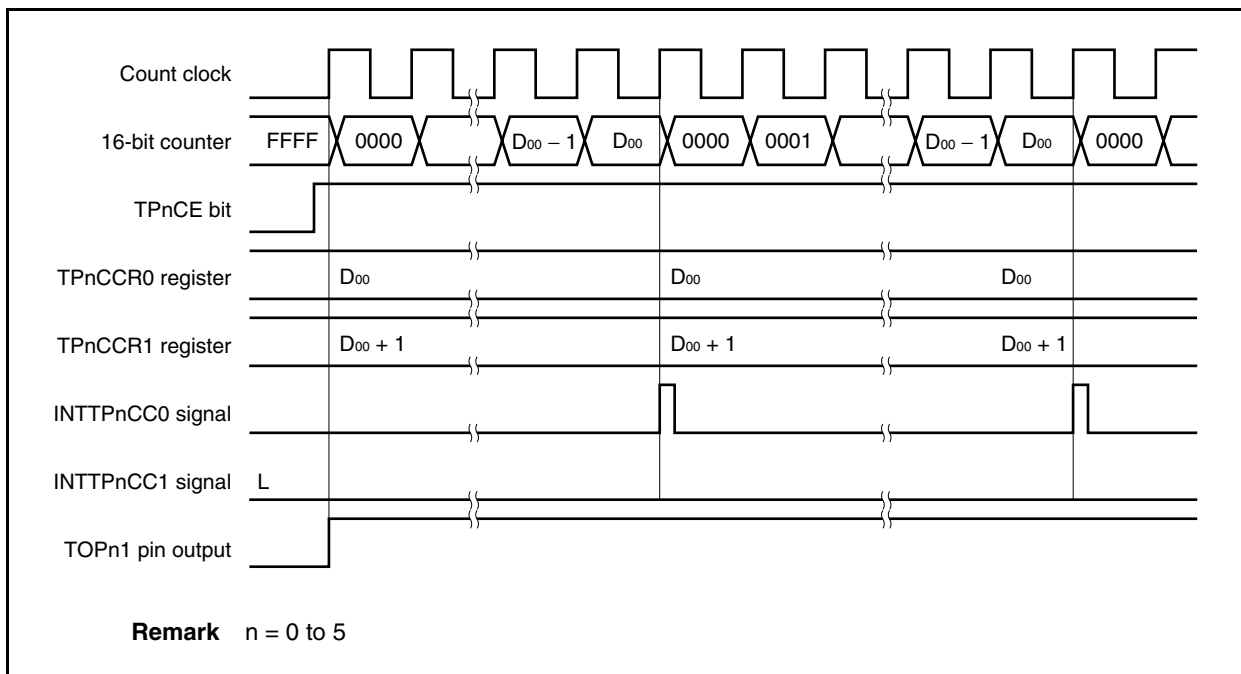 Count clock
16-bit counter FFFF 0000 D00 − 1 D00 0000 0001 D00 − 1 D00 0000
TPnCE bit
TPnCCR0 register D00 D00 D00
TPnCCR1 register D00 + 1 D00 + 1 D00 + 1
INTTPnCC0 signal
INTTPnCC1 signal L
TOPn1 pin output
Remark n = 0 to 5